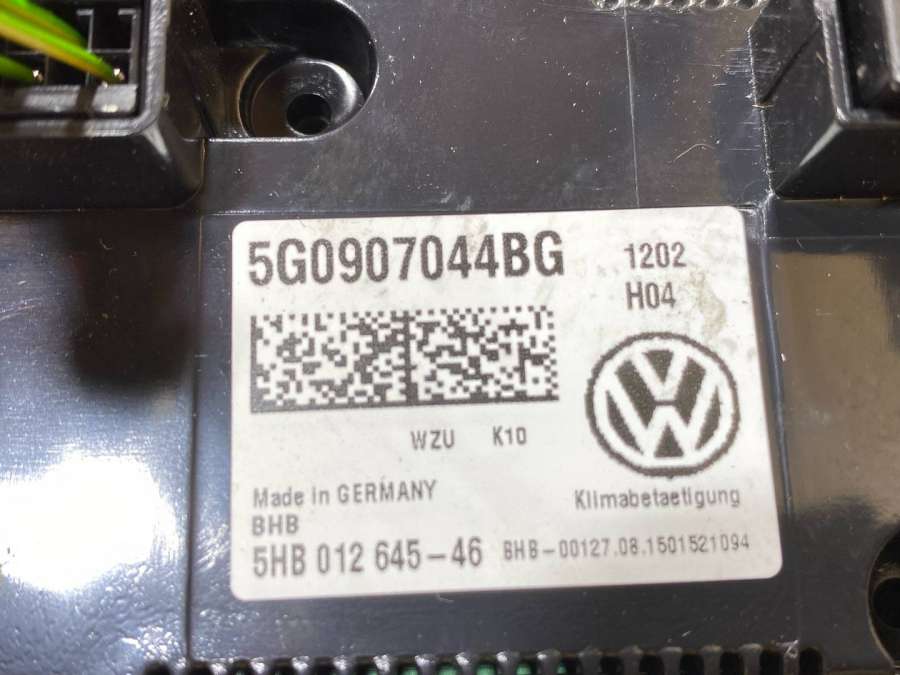 5G0907044BG
1202
H04
WZU K10
Klimabetaetigung
Made in GERMANY
BHB
5HB 012 645-46
BHB-00127.08.1501521094